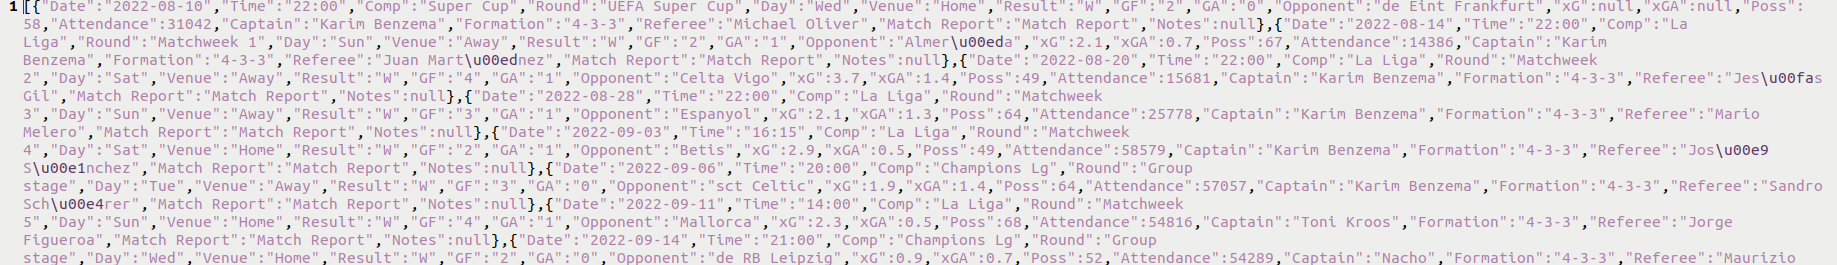 1 [{"Date":"2022-08-10","Time":"22:00","Comp":"Super Cup","Round":"UEFA Super Cup","Day":"Wed","Venue":"Home","Result":"W","GF":"2","GA":"0","Opponent":"de Eint Frankfurt","xG":null,"xGA":null,"Poss":
58,"Attendance":31042,"Captain":"Karim Benzema","Formation":"4-3-3","Referee":"Michael Oliver","Match Report":"Match Report","Notes":null},{"Date":"2022-08-14","Time":"22:00","Comp":"La
Liga","Round":"Matchweek 1","Day":"Sun","Venue":"Away","Result":"W","GF":"2","GA":"1","Opponent":"Almer\u00eda","xG":2.1,"xGA":0.7,"Poss":67,"Attendance":14386,"Captain":"Karim
Benzema","Formation":"4-3-3","Referee":"Juan Mart\u00ednez","Match Report":"Match Report","Notes":null},{"Date":"2022-08-20","Time":"22:00","Comp":"La Liga","Round":"Matchweek
2","Day":"Sat","Venue":"Away","Result":"W","GF":"4","GA":"1","Opponent":"Celta Vigo","xG":3.7,"xGA":1.4,"Poss":49,"Attendance":15681,"Captain":"Karim Benzema","Formation":"4-3-3","Referee":"Jes\u00fas
Gil","Match Report":"Match Report","Notes":null},{"Date":"2022-08-28","Time":"22:00","Comp":"La Liga","Round":"Matchweek
3","Day":"Sun","Venue":"Away","Result":"W","GF":"3","GA":"1","Opponent":"Espanyol","xG":2.1,"xGA":1.3,"Poss":64,"Attendance":25778,"Captain":"Karim Benzema","Formation":"4-3-3","Referee":"Mario
Melero","Match Report":"Match Report","Notes":null},{"Date":"2022-09-03","Time":"16:15","Comp":"La Liga","Round":"Matchweek
4","Day":"Sat","Venue":"Home","Result":"W","GF":"2","GA":"1","Opponent":"Betis","xG":2.9,"xGA":0.5,"Poss":49,"Attendance":58579,"Captain":"Karim Benzema","Formation":"4-3-3","Referee":"Jos\u00e9
S\u00e1nchez","Match Report":"Match Report","Notes":null},{"Date":"2022-09-06","Time":"20:00","Comp":"Champions Lg","Round":"Group
stage","Day":"Tue","Venue":"Away","Result":"W","GF":"3","GA":"0","Opponent":"sct Celtic","xG":1.9,"xGA":1.4,"Poss":64,"Attendance":57057,"Captain":"Karim Benzema","Formation":"4-3-3","Referee":"Sandro
Sch\u00e4rer","Match Report":"Match Report","Notes":null},{"Date":"2022-09-11","Time":"14:00","Comp":"La Liga","Round":"Matchweek
5","Day":"Sun","Venue":"Home","Result":"W","GF":"4","GA":"1","Opponent":"Mallorca","xG":2.3,"xGA":0.5,"Poss":68,"Attendance":54816,"Captain":"Toni Kroos","Formation":"4-3-3","Referee":"Jorge
Figueroa","Match Report":"Match Report","Notes":null},{"Date":"2022-09-14","Time":"21:00","Comp":"Champions Lg","Round":"Group
stage","Day":"Wed","Venue":"Home","Result":"W","GF":"2","GA":"0","Opponent":"de RB Leipzig","xG":0.9,"xGA":0.7,"Poss":52,"Attendance":54289,"Captain":"Nacho","Formation":"4-3-3","Referee":"Maurizio